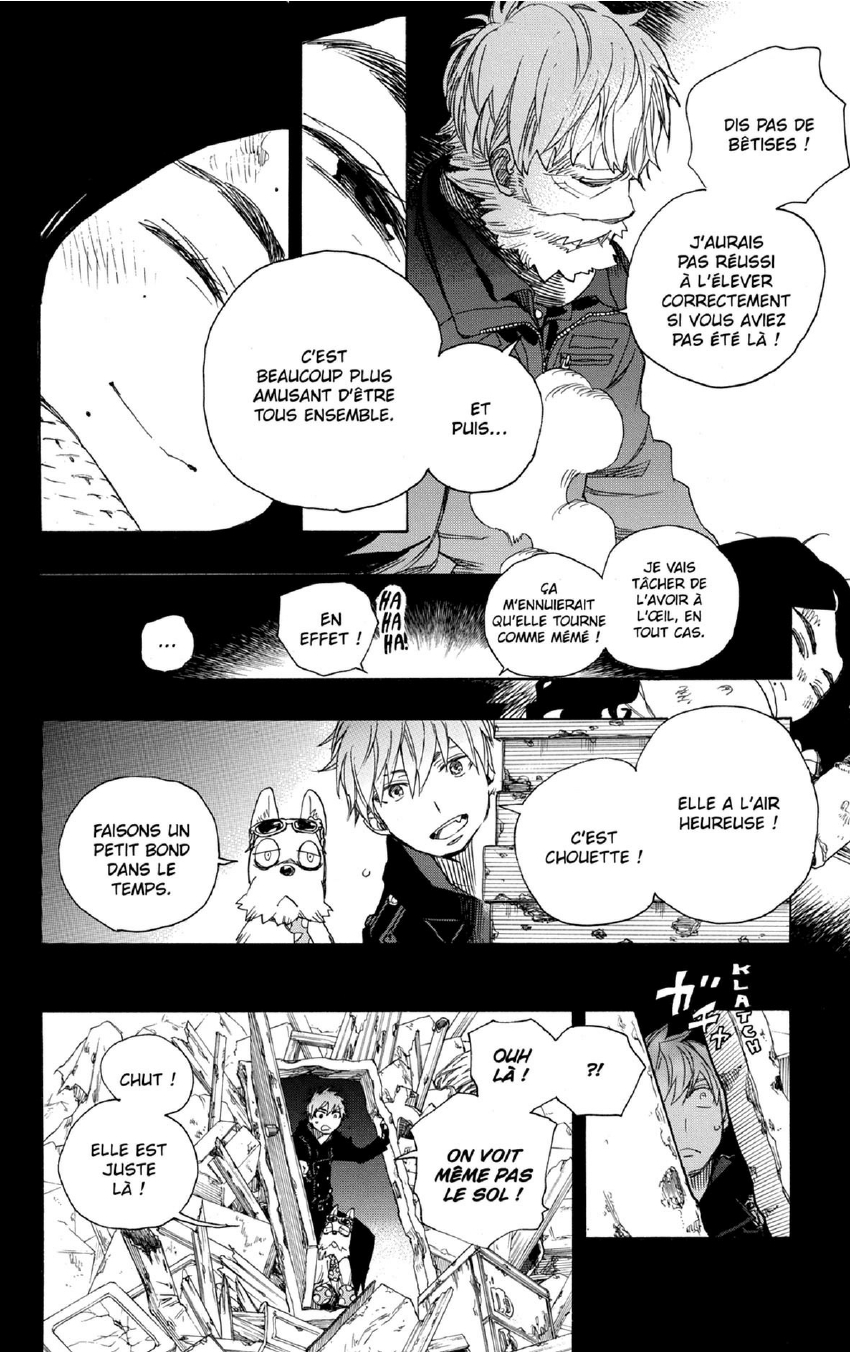 DIS PAS DE
BÊTISES !
J'AURAIS
PAS RÉUSSI
À L'ÉLEVER
CORRECTEMENT
SI VOUS AVIEZ
PAS ÉTÉ LÀ !
ET
PUIS...
C'EST
BEAUCOUP PLUS
AMUSANT D'ÊTRE
TOUS ENSEMBLE.
JE VAIS
TÂCHER DE
L'AVOIR À
L'ŒIL, EN
TOUT CAS.
ÇA
M'ENNUIERAIT
QU'ELLE TOURNE
COMME MÉMÉ !
HA
HA
HA!
EN
EFFET !
...
ELLE A L'AIR
HEUREUSE !
C'EST
CHOUETTE !
FAISONS UN
PETIT BOND
DANS LE
TEMPS.
KLATCH
ガチャ
?!
OUH
LÀ !
ON VOIT
MÊME PAS
LE SOL !
CHUT !
ELLE EST
JUSTE
LÀ !